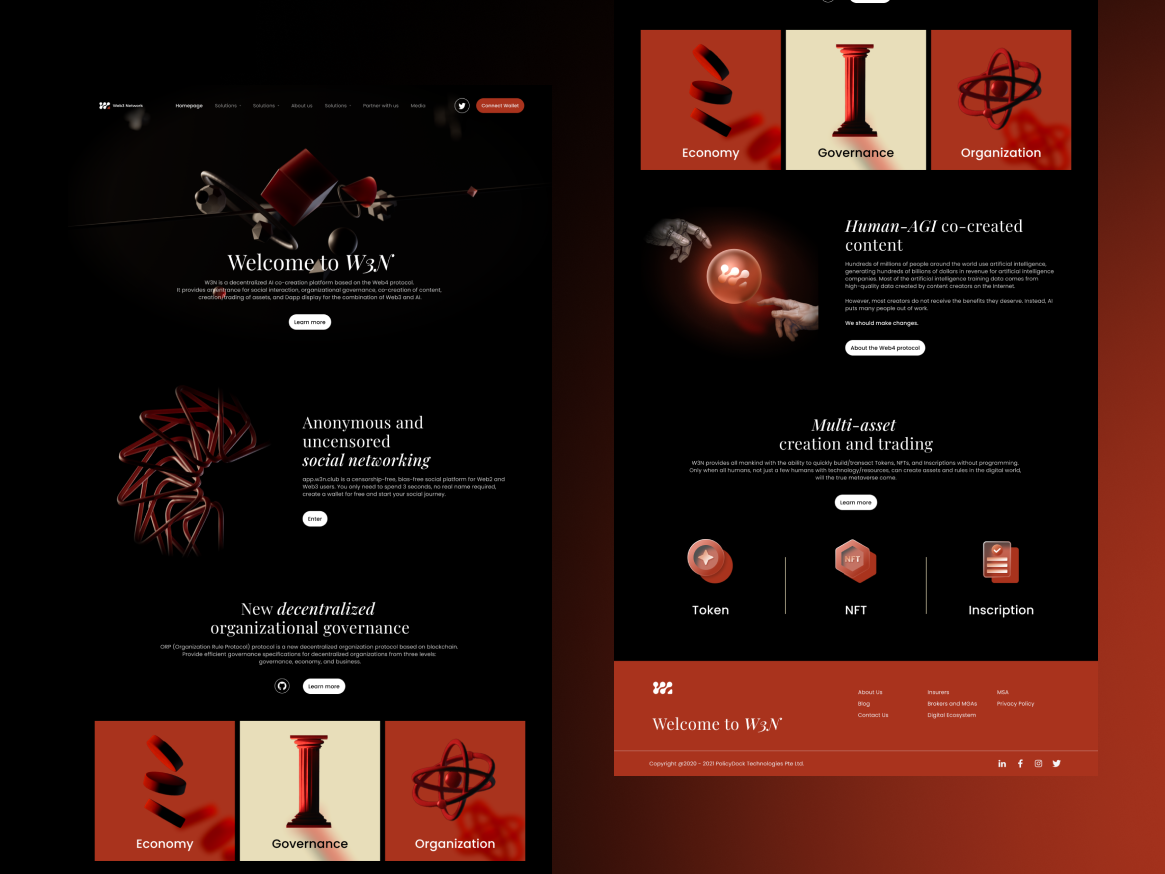 Web3 Network
Homepage
Solutions
Solutions
About us
Solutions
Partner with us
Media
Connect Wallet
Welcome to W3N
W3N is a decentralized AI co-creation platform based on the Web4 protocol.
It provides an entrance for social interaction, organizational governance, co-creation of content,
creation/trading of assets, and Dapp display for the combination of Web3 and AI.
Learn more
Anonymous and
uncensored
social networking
app.w3n.club is a censorship-free, bias-free social platform for Web2 and
Web3 users. You only need to spend 3 seconds, no real name required,
create a wallet for free and start your social journey.
Enter
New decentralized
organizational governance
ORP (Organization Rule Protocol) protocol is a new decentralized organization protocol based on blockchain.
Provide efficient governance specifications for decentralized organizations from three levels:
governance, economy, and business.
Learn more
Economy
Governance
Organization
Economy
Governance
Organization
Human-AGI co-created
content
Hundreds of millions of people around the world use artificial intelligence,
generating hundreds of billions of dollars in revenue for artificial intelligence
companies. Most of the artificial intelligence training data comes from
high-quality data created by content creators on the Internet.
However, most creators do not receive the benefits they deserve. Instead, AI
puts many people out of work.
We should make changes.
About the Web4 protocol
Multi-asset
creation and trading
W3N provides all mankind with the ability to quickly build/transact Tokens, NFTs, and Inscriptions without programming.
Only when all humans, not just a few humans with technology/resources, can create assets and rules in the digital world,
will the true metaverse come.
Learn more
NFT
Token
NFT
Inscription
Welcome to W3N
About Us
Blog
Contact Us
Insurers
Brokers and MGAs
Digital Ecosystem
MSA
Privacy Policy
Copyright @2020 - 2021 PolicyDock Technologies Pte Ltd.